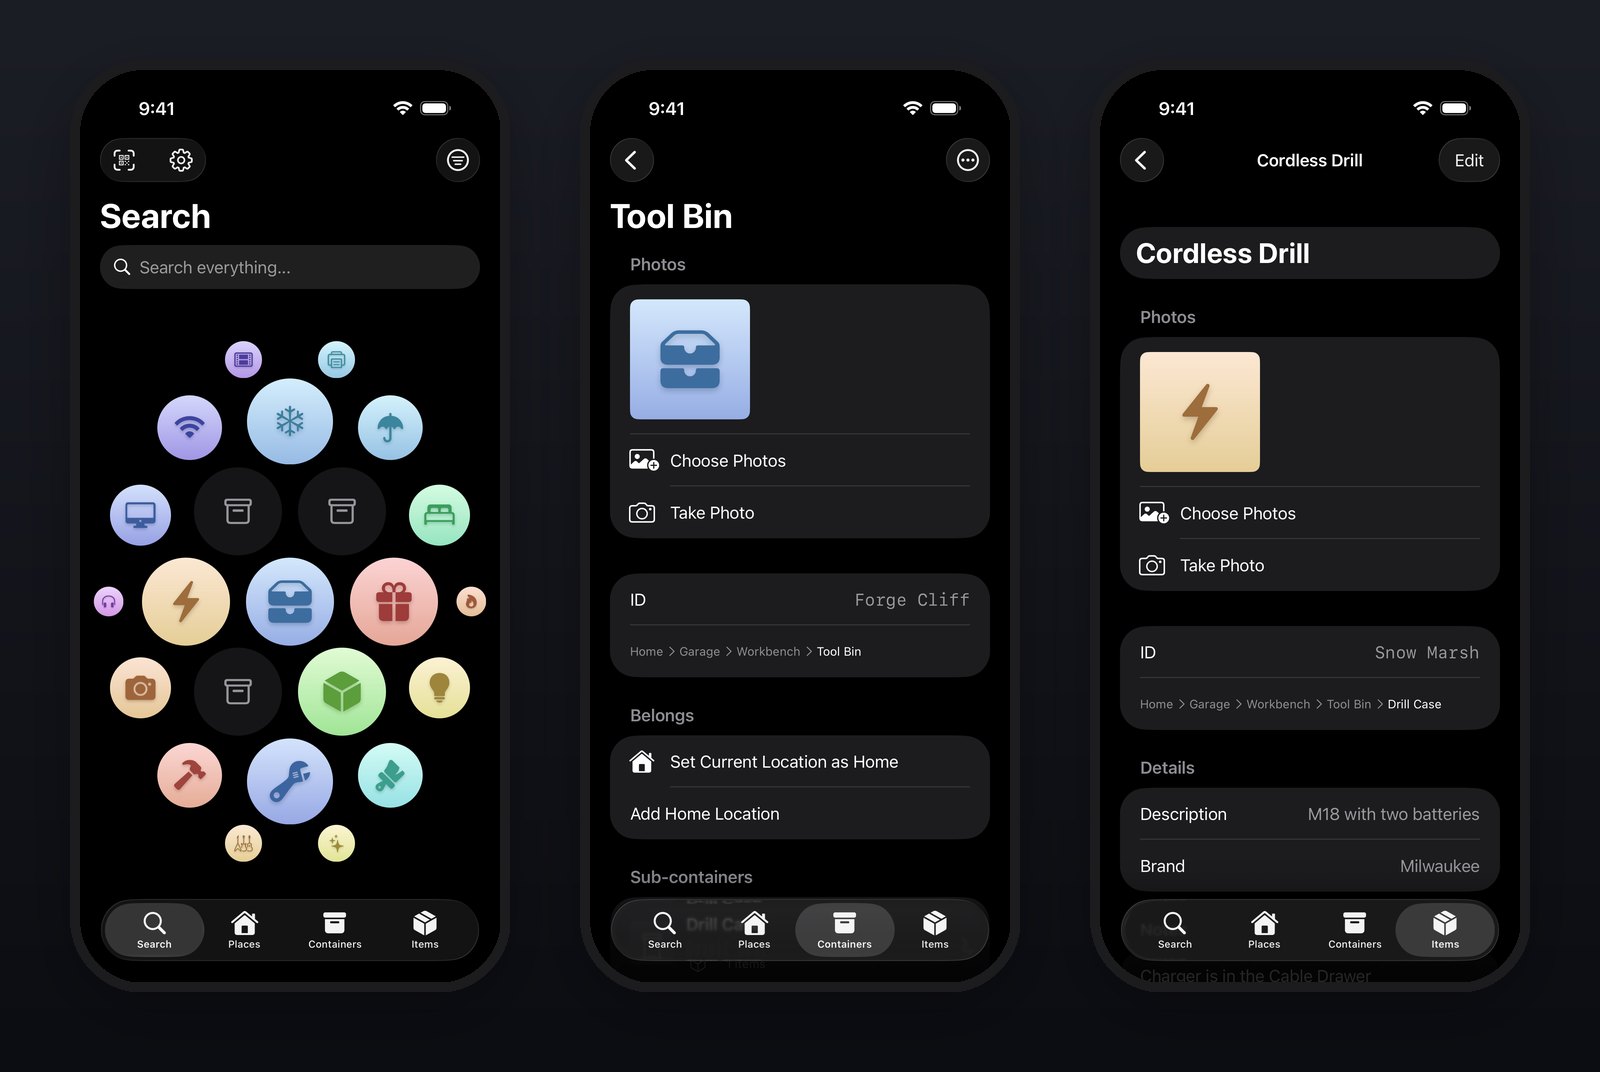 9:41
Search
Search everything...
Search
Places
Containers
Items
9:41
Tool Bin
Photos
Choose Photos
Take Photo
ID Forge Cliff
Home > Garage > Workbench > Tool Bin
Belongs
Set Current Location as Home
Add Home Location
Sub-containers
Drill Case
1 items
Search
Places
Containers
Items
9:41
Cordless Drill
Edit
Cordless Drill
Photos
Choose Photos
Take Photo
ID Snow Marsh
Home > Garage > Workbench > Tool Bin > Drill Case
Details
Description M18 with two batteries
Brand Milwaukee
Search
Places
Containers
Items
Charger is in the Cable Drawer